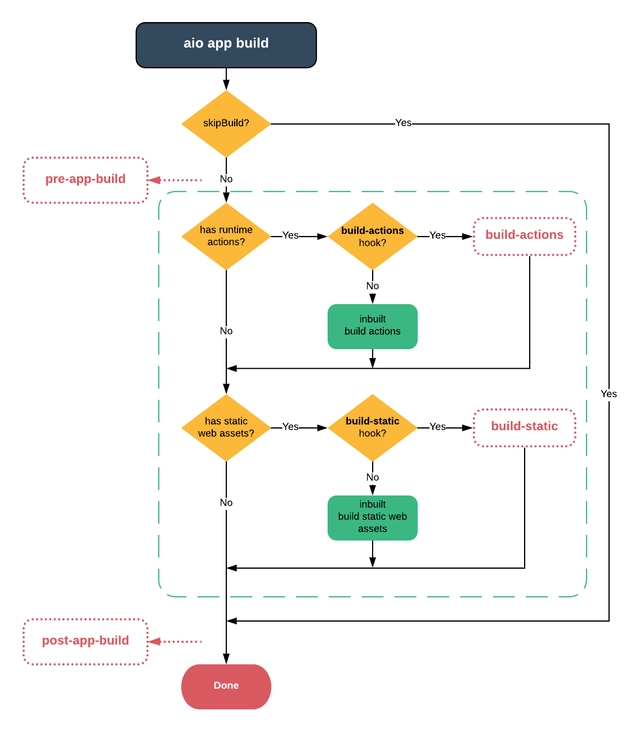 aio app build
skipBuild?
Yes
No
pre-app-build
has runtime
actions?
Yes
build-actions
hook?
Yes
build-actions
No
inbuilt
build actions
No
Yes
has static
web assets?
Yes
build-static
hook?
Yes
build-static
No
inbuilt
build static web
assets
No
post-app-build
Done